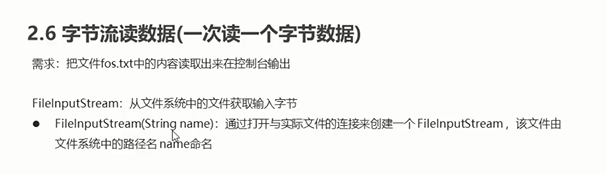 2.6 字节流读数据(一次读一个字节数据)
需求：把文件fos.txt中的内容读取出来在控制台输出
FileInputStream：从文件系统中的文件获取输入字节
● FileInputStream(String name)：通过打开与实际文件的连接来创建一个 FileInputStream ，该文件由
文件系统中的路径名 name命名